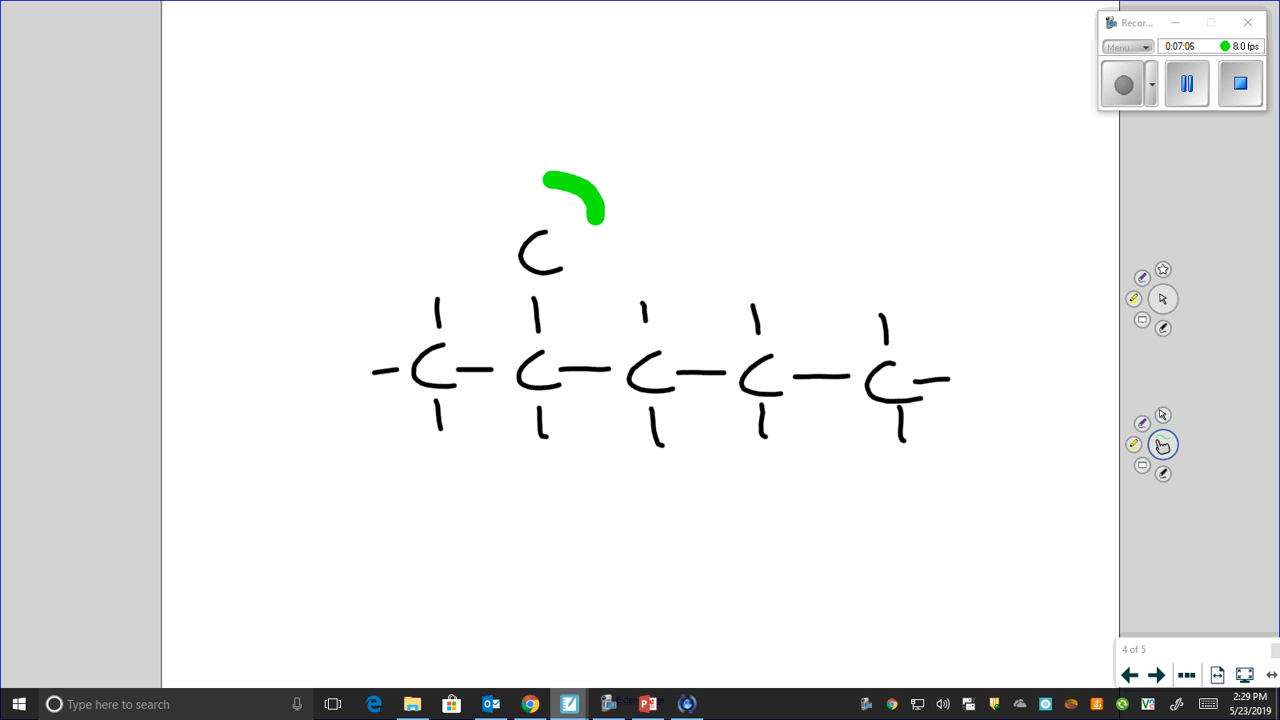 Recor...
Menu
0:07:06 8.0 fps
C
C C C C C
4 of 5
Type here to search
2:29 PM
5/23/2019